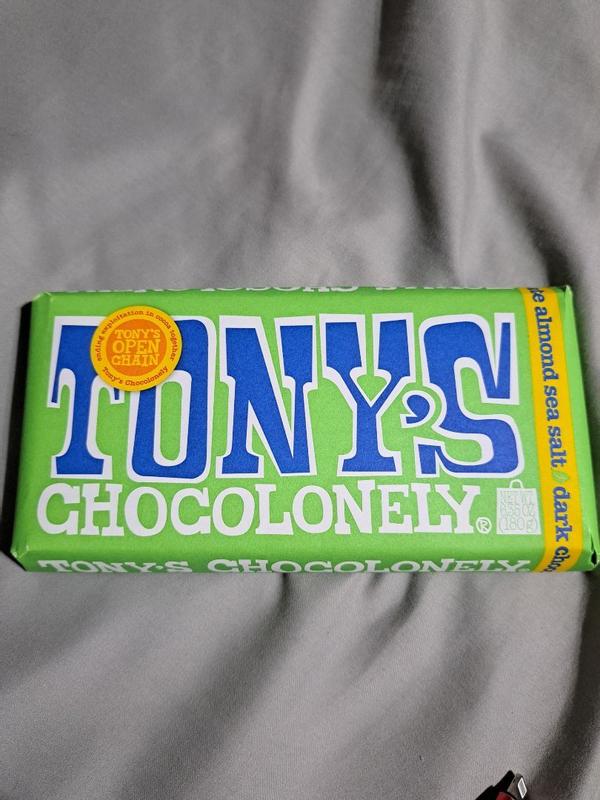 TONY'S
CHOCOLONELY®
ending exploitation in cocoa together
TONY'S
OPEN
CHAIN
Tony's Chocolonely
NET WT
6.35 OZ
(180g)
almond sea salt dark
TONY'S CHOCOLONELY